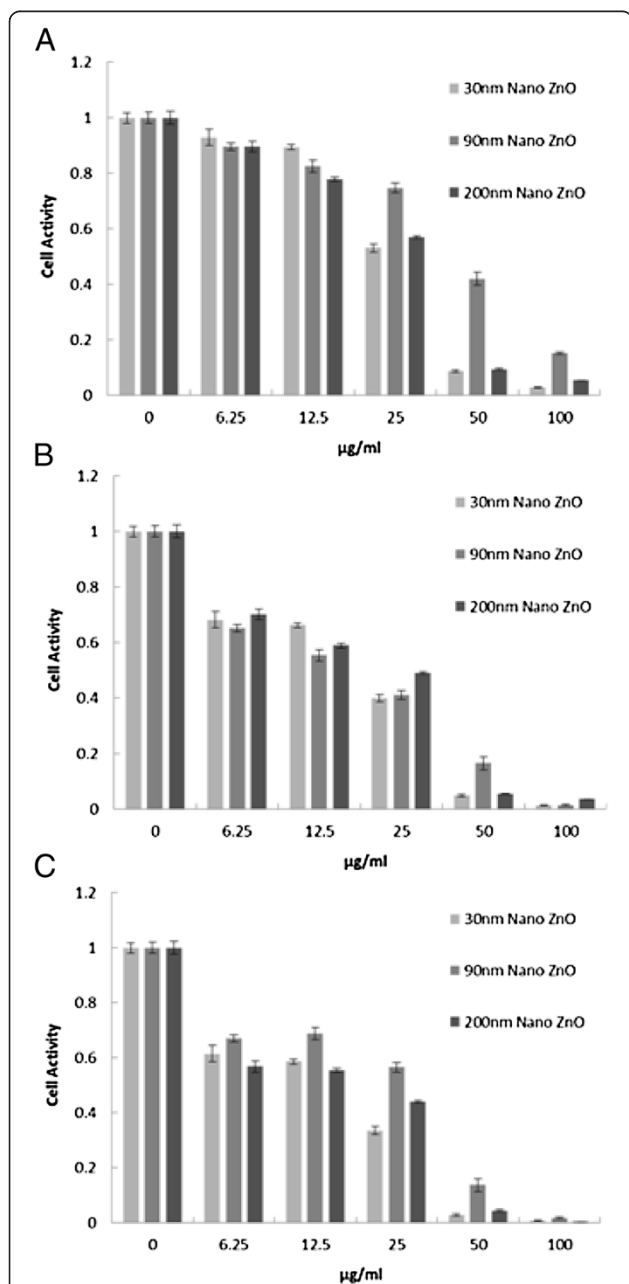 A
1.2
1
0.8
0.6
0.4
0.2
0
Cell Activity
30nm Nano ZnO
90nm Nano ZnO
200nm Nano ZnO
0 6.25 12.5 25 50 100
μg/ml
B
1.2
1
0.8
0.6
0.4
0.2
0
Cell Activity
30nm Nano ZnO
90nm Nano ZnO
200nm Nano ZnO
0 6.25 12.5 25 50 100
μg/ml
C
1.2
1
0.8
0.6
0.4
0.2
0
Cell Activity
30nm Nano ZnO
90nm Nano ZnO
200nm Nano ZnO
0 6.25 12.5 25 50 100
μg/ml